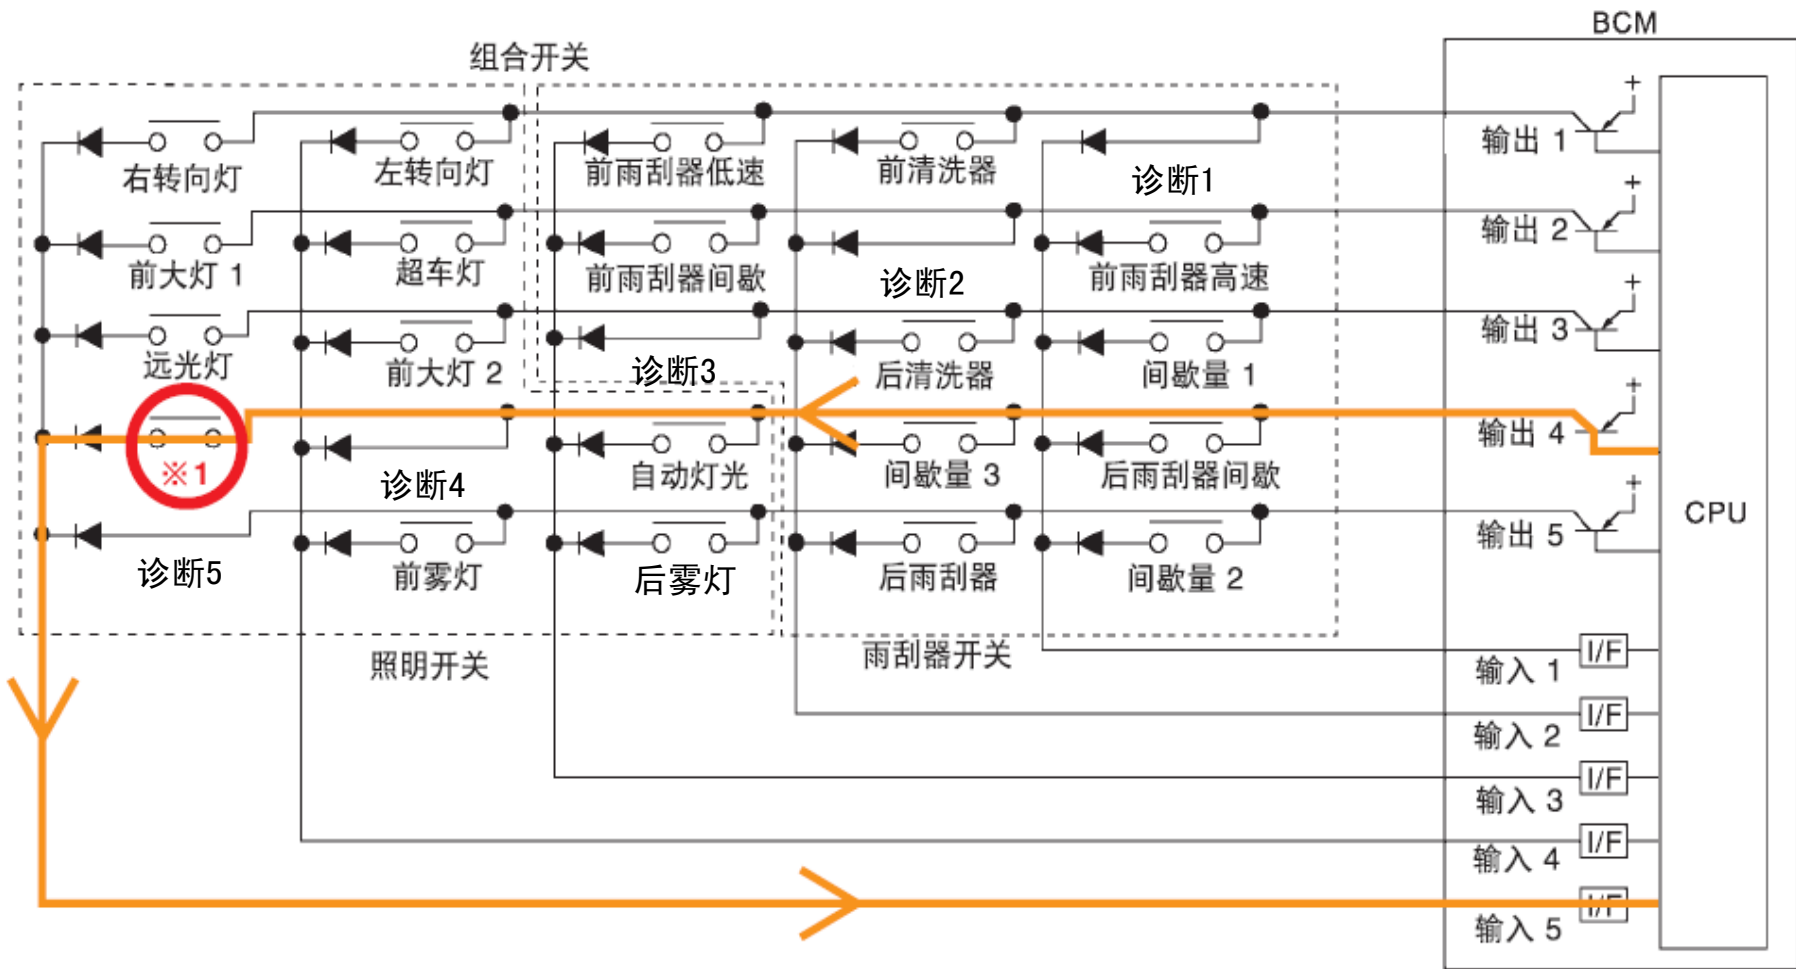 BCM
组合开关
输出 1
右转向灯
左转向灯
前雨刮器低速
前清洗器
诊断1
输出 2
前大灯 1
超车灯
前雨刮器间歇
诊断2
前雨刮器高速
输出 3
远光灯
前大灯 2
诊断3
后清洗器
间歇量 1
输出 4
※1
诊断4
自动灯光
间歇量 3
后雨刮器间歇
CPU
输出 5
诊断5
前雾灯
后雾灯
后雨刮器
间歇量 2
照明开关
雨刮器开关
I/F
输入 1
I/F
输入 2
I/F
输入 3
I/F
输入 4
I/F
输入 5
+
+
+
+
+